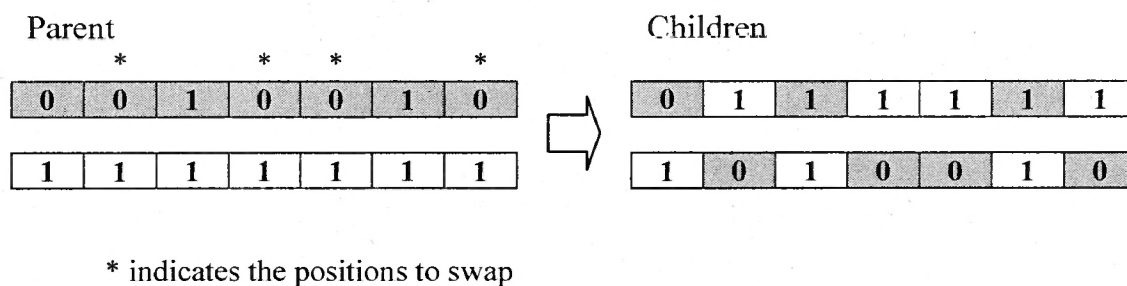 Parent Children
* * * *
0 0 1 0 0 1 0 0 1 1 1 1 1 1
1 1 1 1 1 1 1 1 0 1 0 0 1 0
* indicates the positions to swap